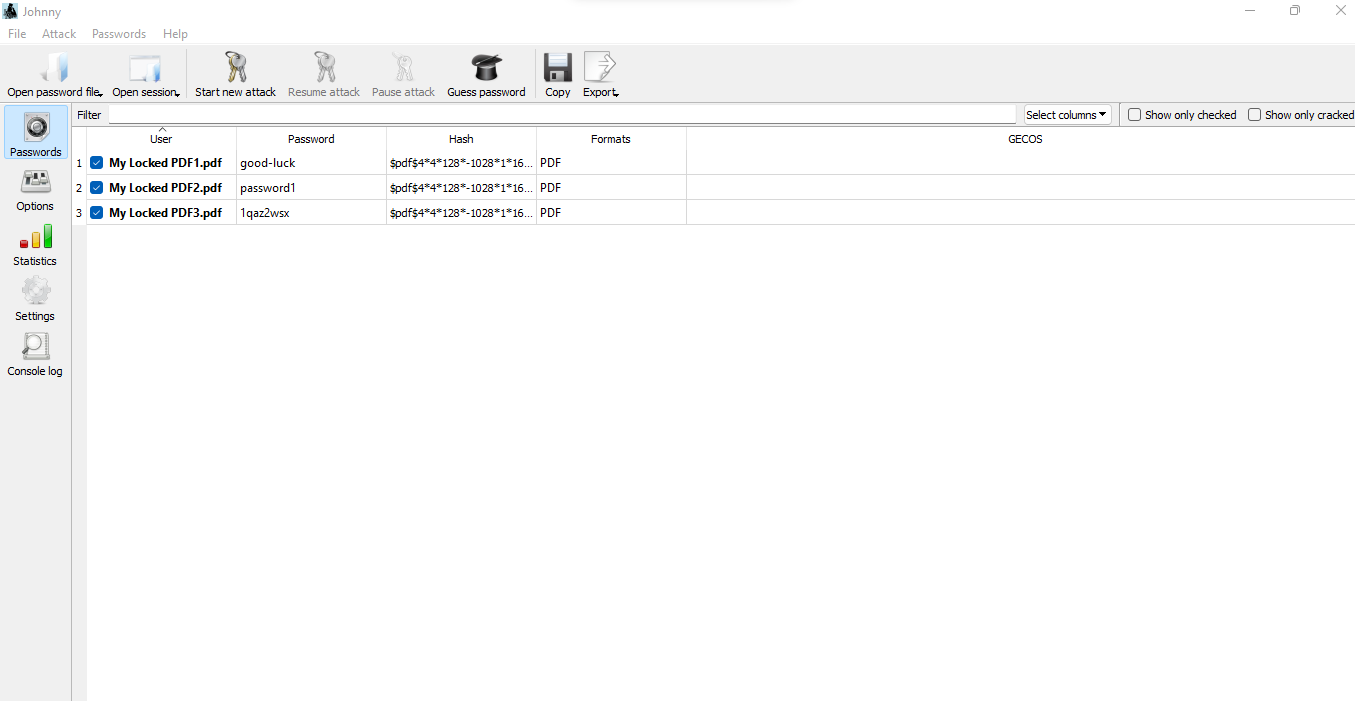 Johnny
File Attack Passwords Help
Open password file Open session Start new attack Resume attack Pause attack Guess password Copy Export
Passwords
Options
Statistics
Settings
Console log
Filter Select columns Show only checked Show only cracked
User Password Hash Formats GECOS
1 My Locked PDF1.pdf good-luck $pdf$4*4*128*-1028*1*16... PDF
2 My Locked PDF2.pdf password1 $pdf$4*4*128*-1028*1*16... PDF
3 My Locked PDF3.pdf 1qaz2wsx $pdf$4*4*128*-1028*1*16... PDF